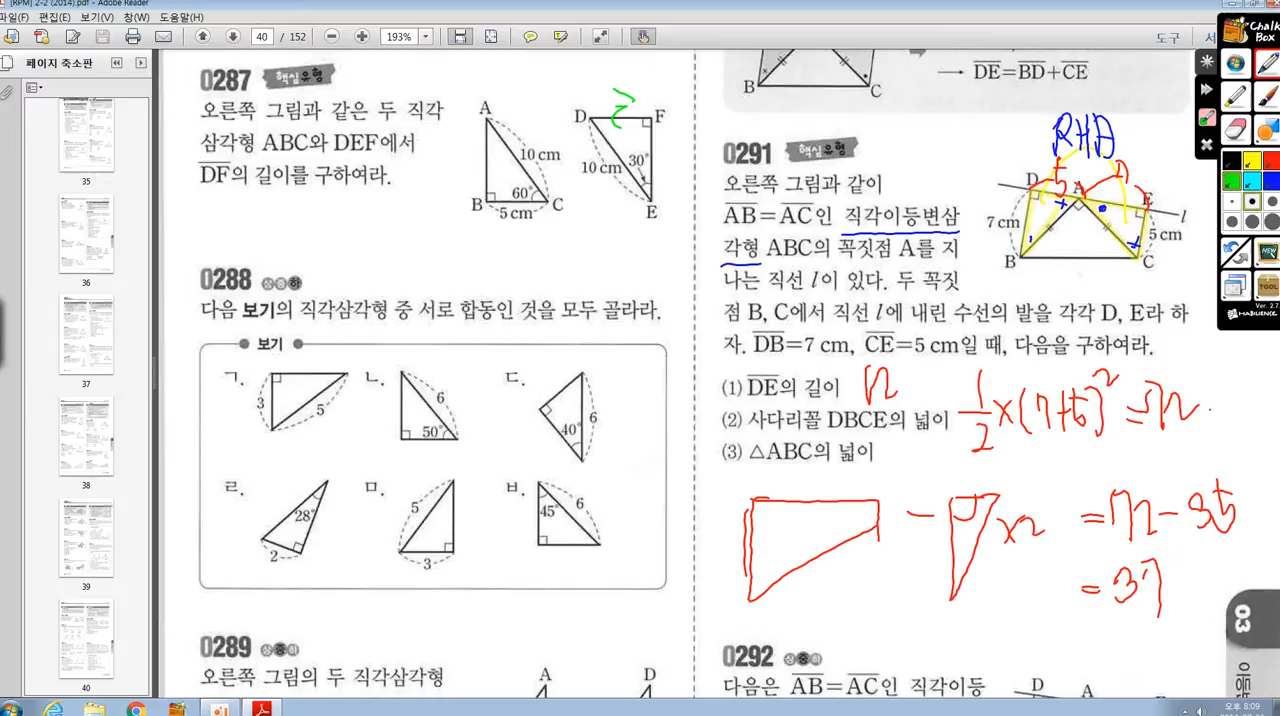 [RPM] 2-2 (2014).pdf - Adobe Reader
파일(F) 편집(E) 보기(V) 창(W) 도움말(H)
40 / 152 193% 도구 서
페이지 축소판
35
36
37
38
39
40
0287 핵심유형
오른쪽 그림과 같은 두 직각
삼각형 ABC와 DEF에서
DF의 길이를 구하여라.
A
10 cm
60°
B 5 cm C
D F
10 cm 30°
E
0288 상중하
다음 보기의 직각삼각형 중 서로 합동인 것을 모두 골라라.
보기
ㄱ. 3 5
ㄴ. 6 50°
ㄷ. 6 40°
ㄹ. 28° 2
ㅁ. 5 3
ㅂ. 45° 6
0289 상중하
오른쪽 그림의 두 직각삼각형
A D
B C
→ DE=BD+CE
0291 핵심유형
오른쪽 그림과 같이
AB=AC인 직각이등변삼
각형 ABC의 꼭짓점 A를 지
나는 직선 l이 있다. 두 꼭짓
점 B, C에서 직선 l에 내린 수선의 발을 각각 D, E라 하
자. DB=7 cm, CE=5 cm일 때, 다음을 구하여라.
D A E l
7 cm 5 cm
B C
(1) DE의 길이 12
(2) 사다리꼴 DBCE의 넓이 1/2×(7+5)² =72
(3) △ABC의 넓이
- ×2 =72-35
=37
0292 상중하
다음은 AB=AC인 직각이등
D A
03
Chalk
Box
NEW
TOOL
Ver. 2.7
MABILIENCE
오후 8:09